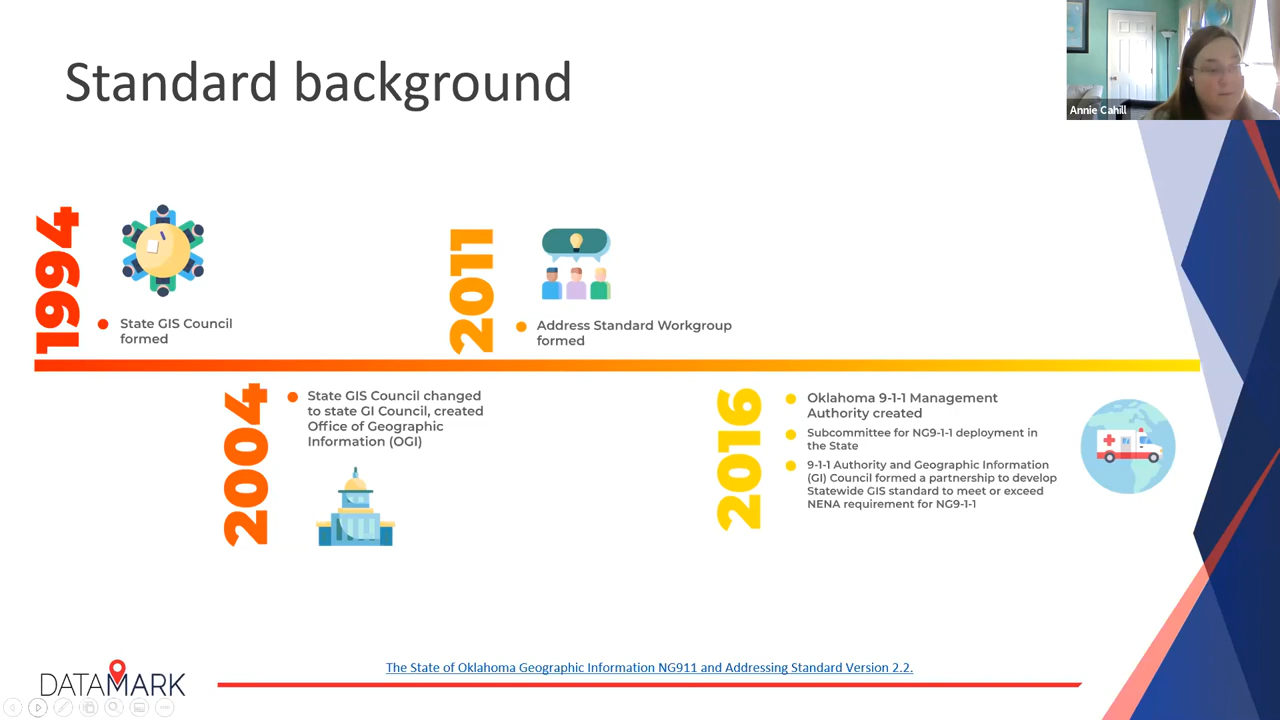 Standard background
Annie Cahill
1994
State GIS Council
formed
2011
Address Standard Workgroup
formed
2004
State GIS Council changed
to state GI Council, created
Office of Geographic
Information (OGI)
2016
Oklahoma 9-1-1 Management
Authority created
Subcommittee for NG9-1-1 deployment in
the State
9-1-1 Authority and Geographic Information
(GI) Council formed a partnership to develop
Statewide GIS standard to meet or exceed
NENA requirement for NG9-1-1
The State of Oklahoma Geographic Information NG911 and Addressing Standard Version 2.2.
DATAMARK